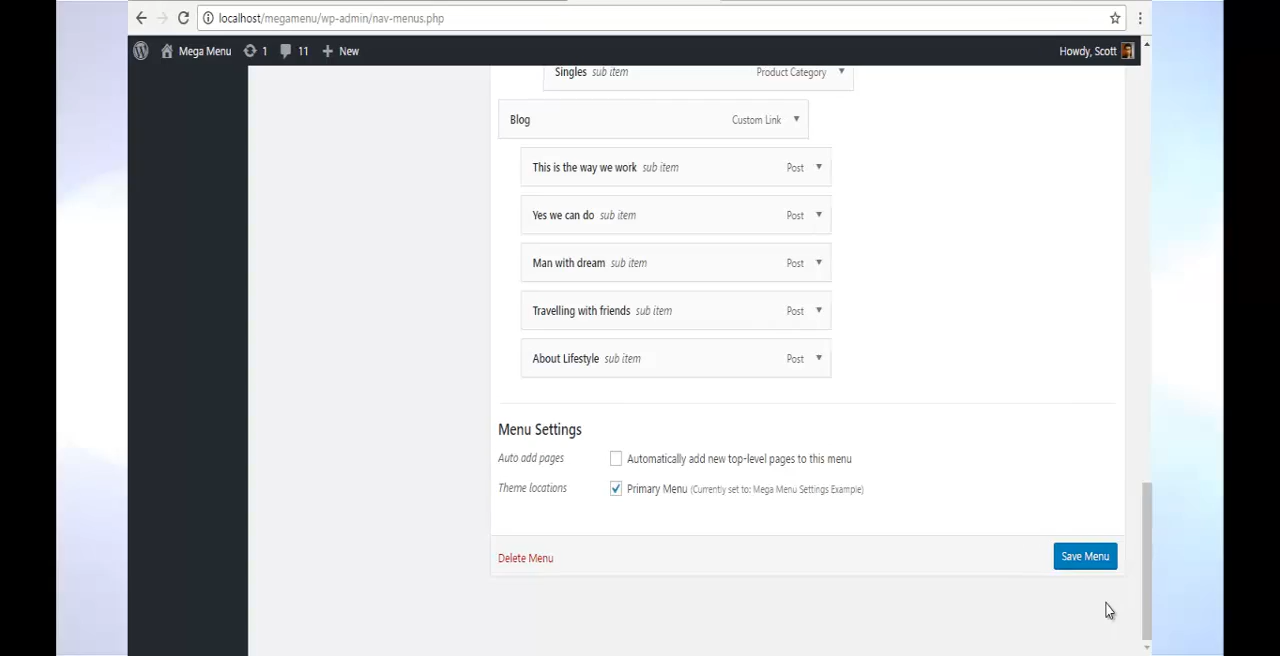 localhost/megamenu/wp-admin/nav-menus.php
Mega Menu 1 11 New Howdy, Scott
Singles sub item Product Category
Blog Custom Link
This is the way we work sub item Post
Yes we can do sub item Post
Man with dream sub item Post
Travelling with friends sub item Post
About Lifestyle sub item Post
Menu Settings
Auto add pages Automatically add new top-level pages to this menu
Theme locations Primary Menu (Currently set to: Mega Menu Settings Example)
Delete Menu Save Menu